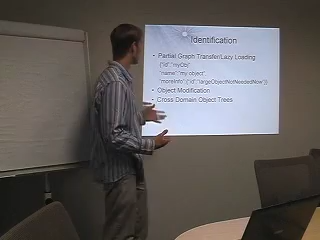 Identification
• Partial Graph Transfer/Lazy Loading
{"id":"myObj"
"name":"my object",
"moreInfo":{"id":"largeObjectNotNeededNow"}}
• Object Modification
• Cross Domain Object Trees